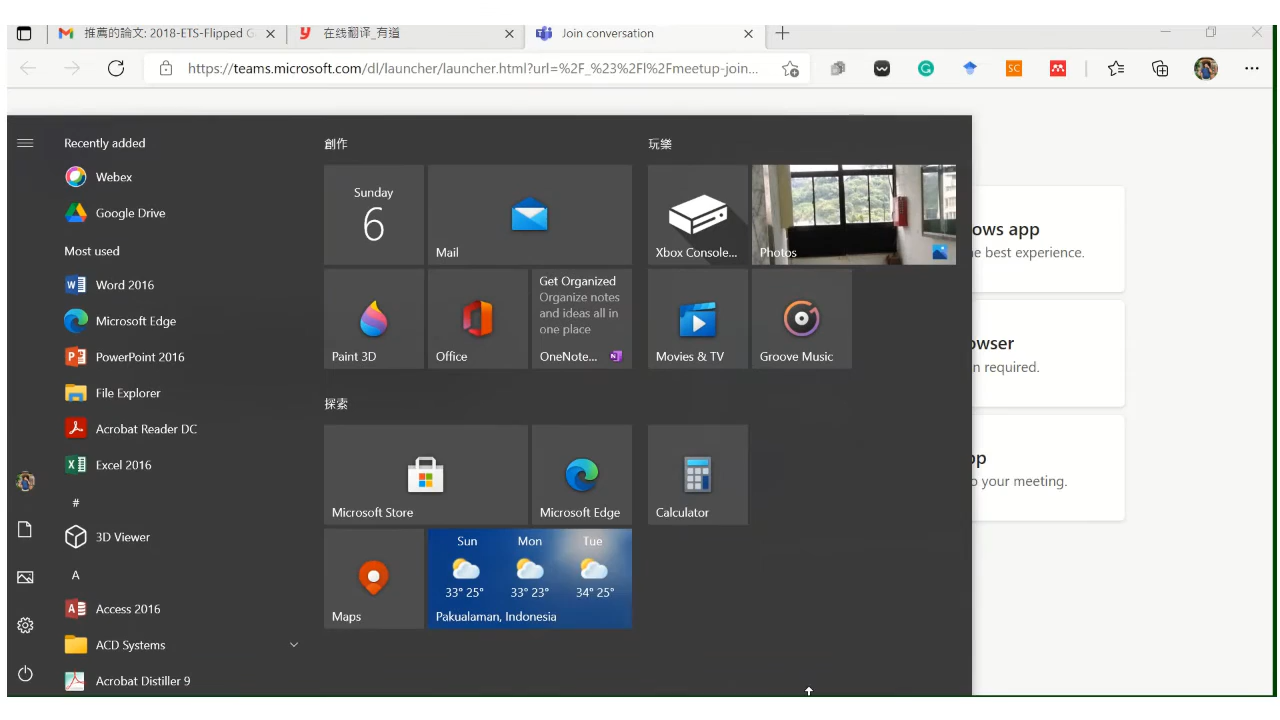 推薦的論文: 2018-ETS-Flipped
在线翻译_有道
Join conversation
https://teams.microsoft.com/dl/launcher/launcher.html?url=%2F_%23%2Fl%2Fmeetup-join...
SC
Recently added
Webex
Google Drive
Most used
Word 2016
Microsoft Edge
PowerPoint 2016
File Explorer
Acrobat Reader DC
Excel 2016
#
3D Viewer
A
Access 2016
ACD Systems
Acrobat Distiller 9
創作
Sunday
6
Mail
Paint 3D
Office
Get Organized
Organize notes
and ideas all in
one place
OneNote...
探索
Microsoft Store
Microsoft Edge
Maps
Sun Mon Tue
33° 25° 33° 23° 34° 25°
Pakualaman, Indonesia
玩樂
Xbox Console...
Photos
Movies & TV
Groove Music
Calculator
ows app
e best experience.
owser
n required.
pp
o your meeting.